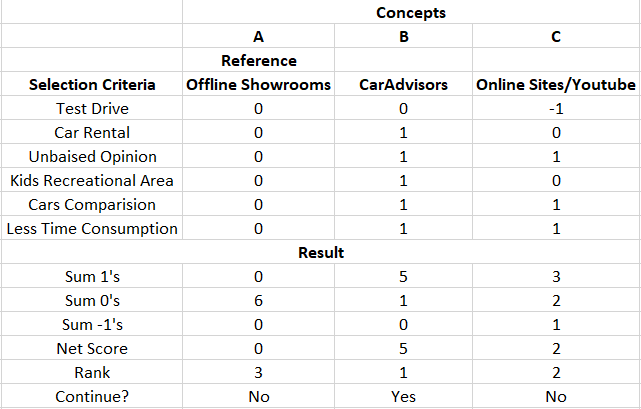 Concepts
A B C
Reference
Selection Criteria Offline Showrooms CarAdvisors Online Sites/Youtube
Test Drive 0 0 -1
Car Rental 0 1 0
Unbaised Opinion 0 1 1
Kids Recreational Area 0 1 0
Cars Comparision 0 1 1
Less Time Consumption 0 1 1
Result
Sum 1's 0 5 3
Sum 0's 6 1 2
Sum -1's 0 0 1
Net Score 0 5 2
Rank 3 1 2
Continue? No Yes No